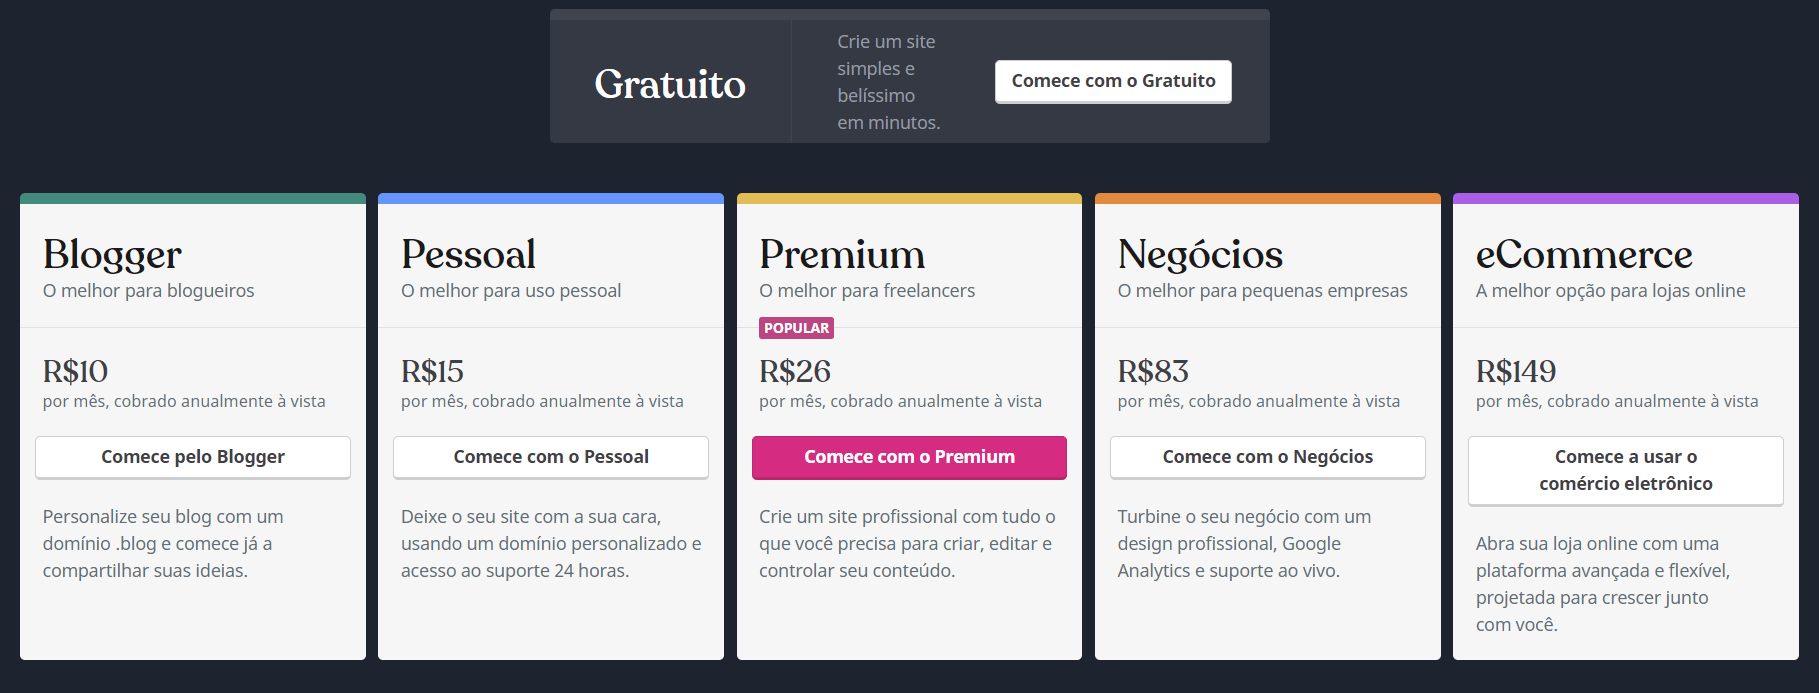 Gratuito
Crie um site
simples e
belíssimo
em minutos.
Comece com o Gratuito
Blogger
O melhor para blogueiros
R$10
por mês, cobrado anualmente à vista
Comece pelo Blogger
Personalize seu blog com um
domínio .blog e comece já a
compartilhar suas ideias.
Pessoal
O melhor para uso pessoal
R$15
por mês, cobrado anualmente à vista
Comece com o Pessoal
Deixe o seu site com a sua cara,
usando um domínio personalizado e
acesso ao suporte 24 horas.
Premium
O melhor para freelancers
POPULAR
R$26
por mês, cobrado anualmente à vista
Comece com o Premium
Crie um site profissional com tudo o
que você precisa para criar, editar e
controlar seu conteúdo.
Negócios
O melhor para pequenas empresas
R$83
por mês, cobrado anualmente à vista
Comece com o Negócios
Turbine o seu negócio com um
design profissional, Google
Analytics e suporte ao vivo.
eCommerce
A melhor opção para lojas online
R$149
por mês, cobrado anualmente à vista
Comece a usar o
comércio eletrônico
Abra sua loja online com uma
plataforma avançada e flexível,
projetada para crescer junto
com você.